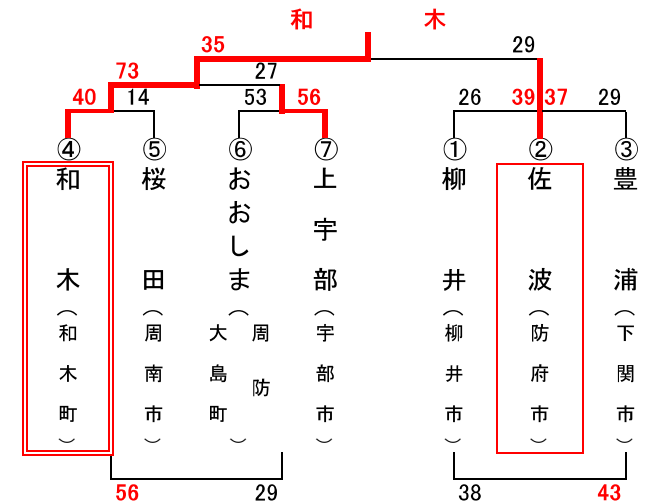 和 木
35 29
73 27
40 14 53 56 26 39 37 29
④ ⑤ ⑥ ⑦ ① ② ③
和木（和木町）
桜田（周南市）
おおしま（周防大島町）
上宇部（宇部市）
柳井（柳井市）
佐波（防府市）
豊浦（下関市）
56 29 38 43